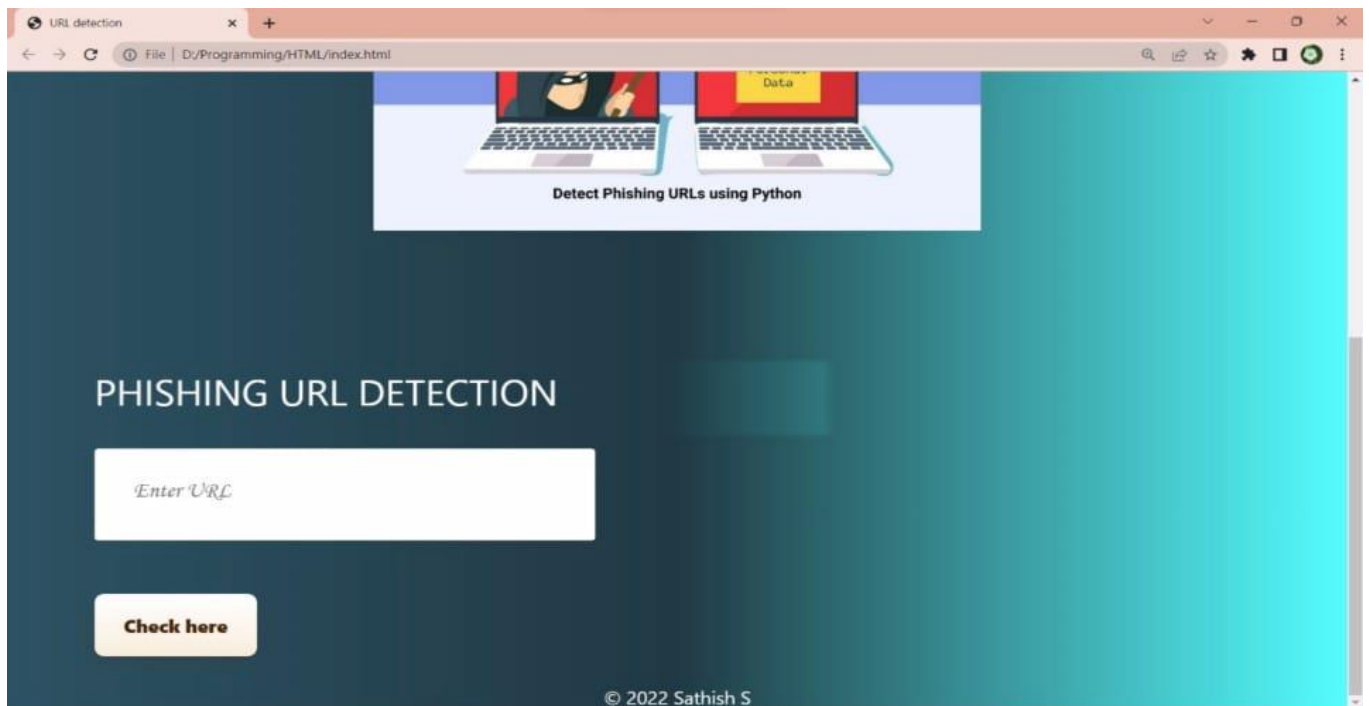 URL detection
File | D:/Programming/HTML/index.html
Data
Detect Phishing URLs using Python
PHISHING URL DETECTION
Enter URL
Check here
© 2022 Sathish S